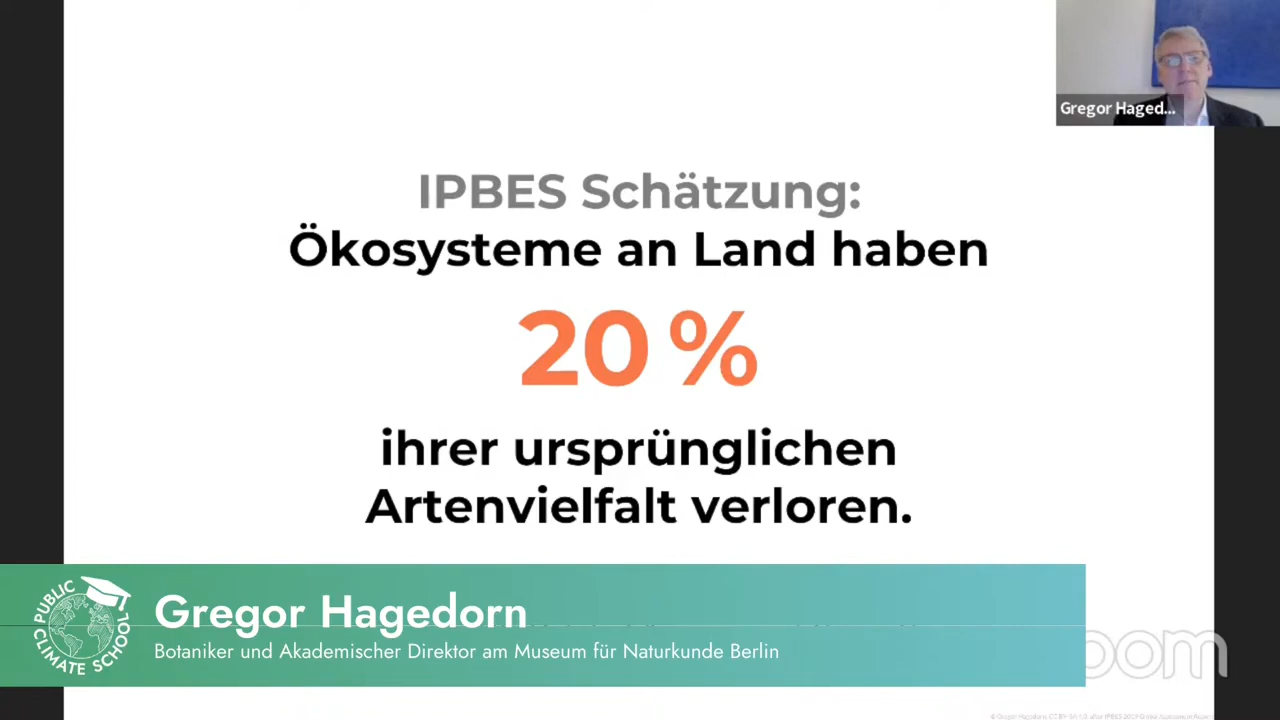 Gregor Haged...
IPBES Schätzung:
Ökosysteme an Land haben
20 %
ihrer ursprünglichen
Artenvielfalt verloren.
PUBLIC
CLIMATE SCHOOL
Gregor Hagedorn
Botaniker und Akademischer Direktor am Museum für Naturkunde Berlin
oom